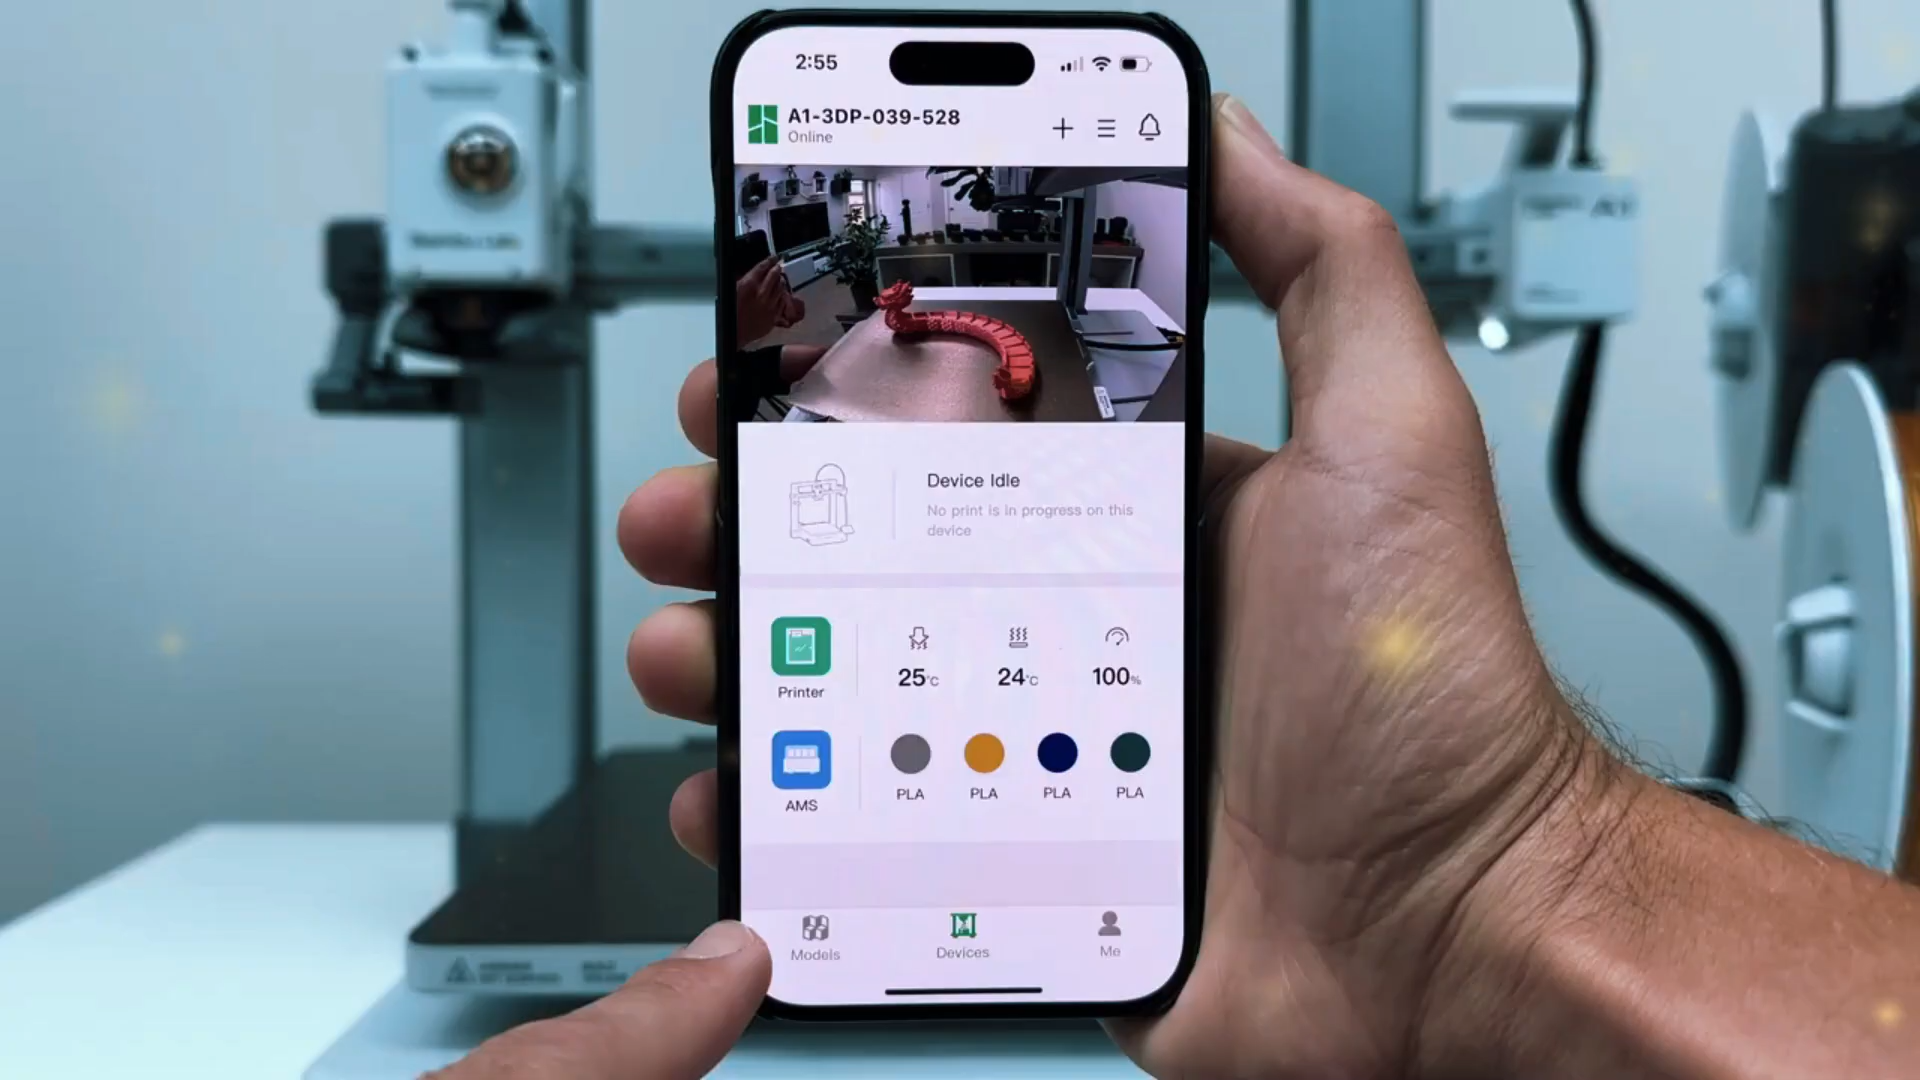 2:55
A1-3DP-039-528
Online
Device Idle
No print is in progress on this
device
25°C
24°C
100%
Printer
PLA
PLA
PLA
PLA
AMS
Models
Devices
Me